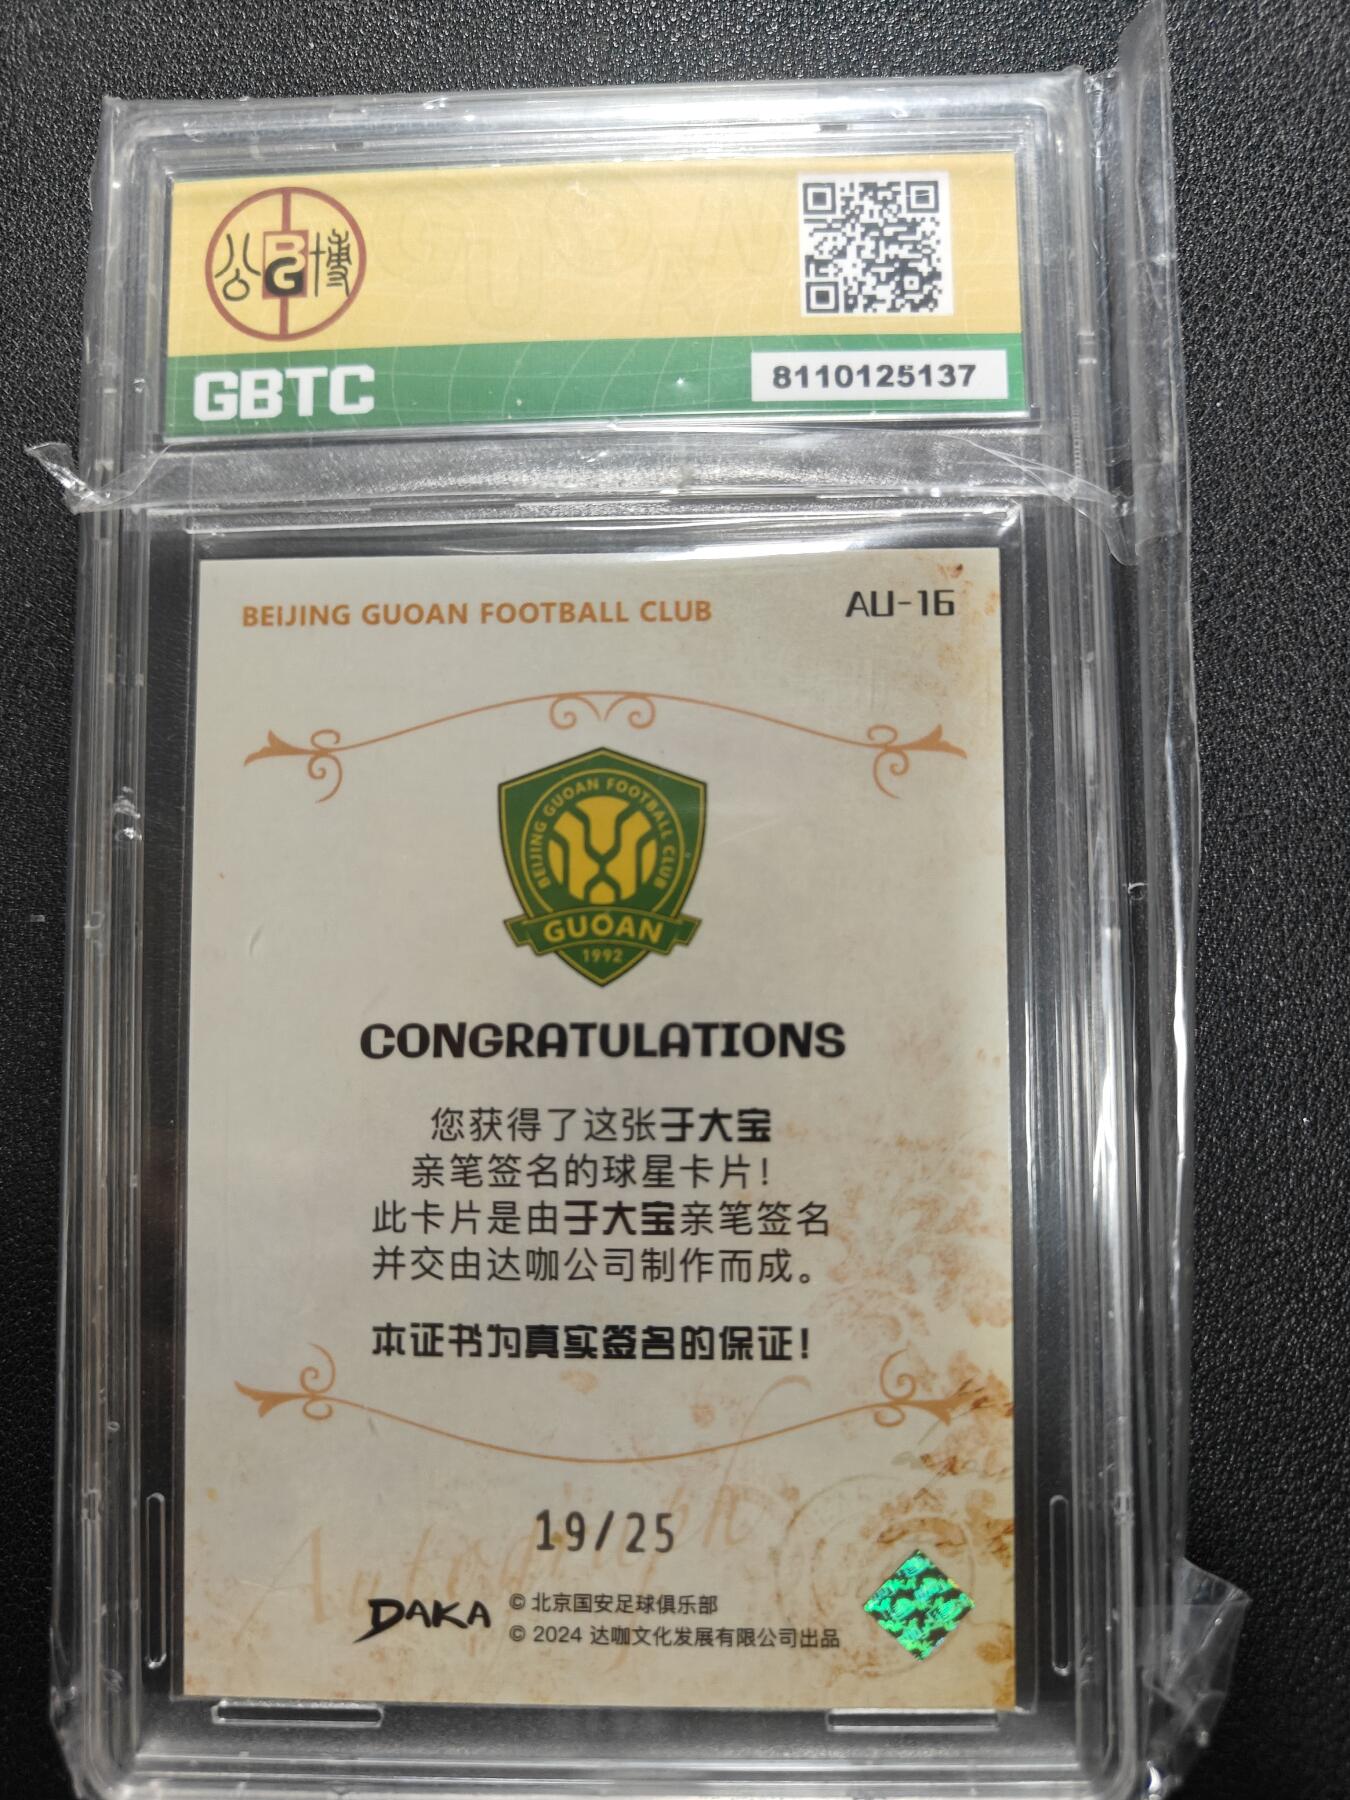 公 BG 博
GBTC
8110125137
BEIJING GUOAN FOOTBALL CLUB
AU-16
BEIJING GUOAN FOOTBALL CLUB
GUOAN
1992
CONGRATULATIONS
您获得了这张于大宝
亲笔签名的球星卡片！
此卡片是由于大宝亲笔签名
并交由达咖公司制作而成。
本证书为真实签名的保证！
Autograph
19/25
DAKA
© 北京国安足球俱乐部
© 2024 达咖文化发展有限公司出品